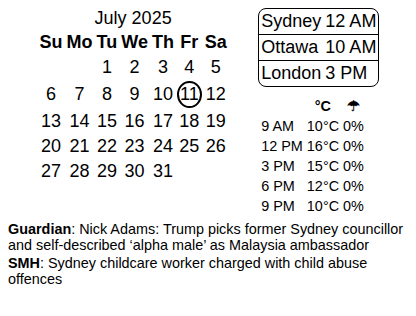 July 2025
Su Mo Tu We Th Fr Sa
1 2 3 4 5
6 7 8 9 10 11 12
13 14 15 16 17 18 19
20 21 22 23 24 25 26
27 28 29 30 31
Sydney 12 AM
Ottawa 10 AM
London 3 PM
°C ☂
9 AM 10°C 0%
12 PM 16°C 0%
3 PM 15°C 0%
6 PM 12°C 0%
9 PM 10°C 0%
Guardian: Nick Adams: Trump picks former Sydney councillor
and self-described ‘alpha male’ as Malaysia ambassador
SMH: Sydney childcare worker charged with child abuse
offences